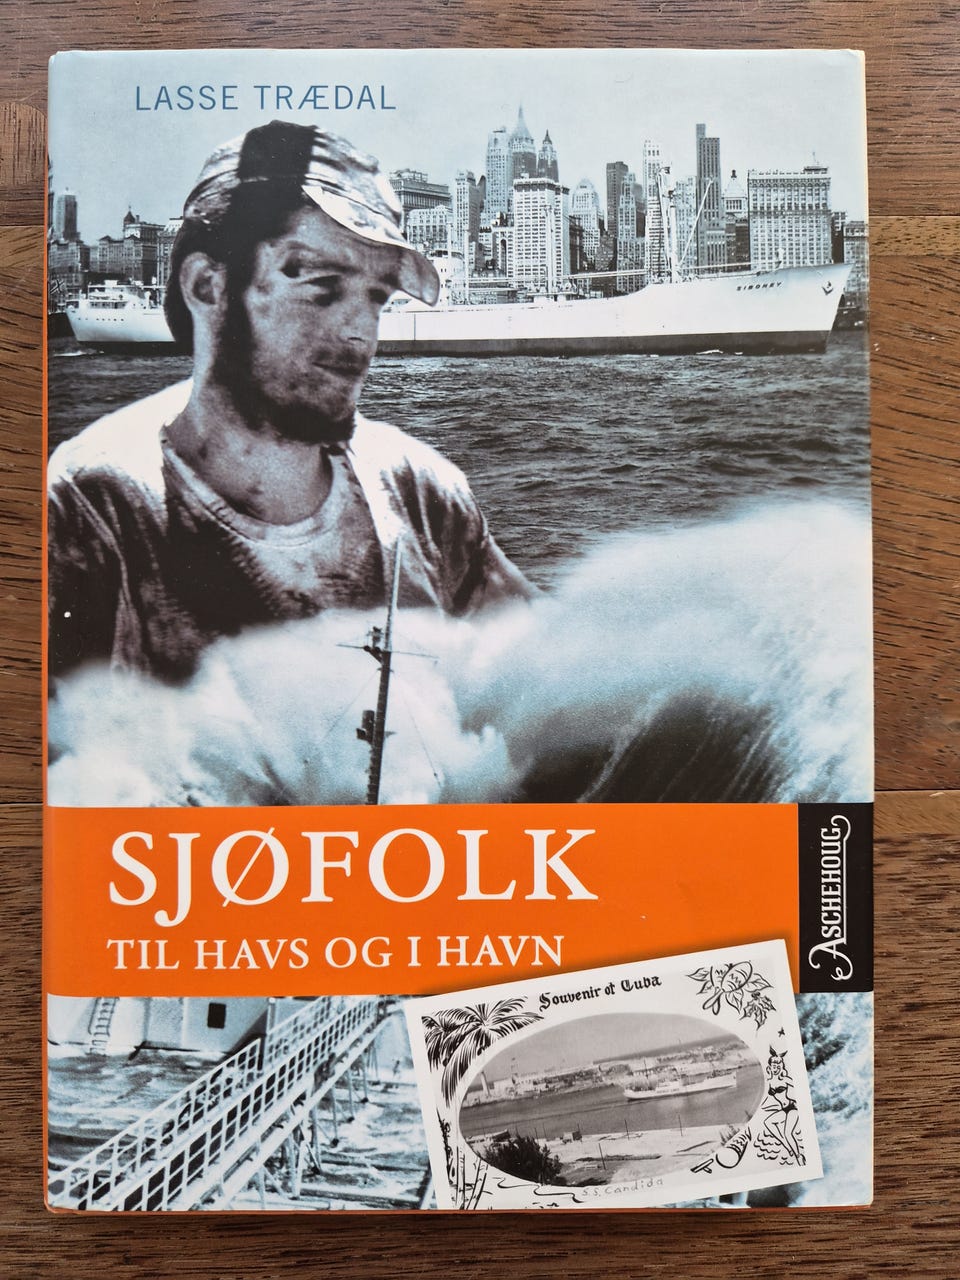 LASSE TRÆDAL
SIBONEY
SJØFOLK
TIL HAVS OG I HAVN
ASCHEHOUG
Souvenir of Cuba
S.S. Candida